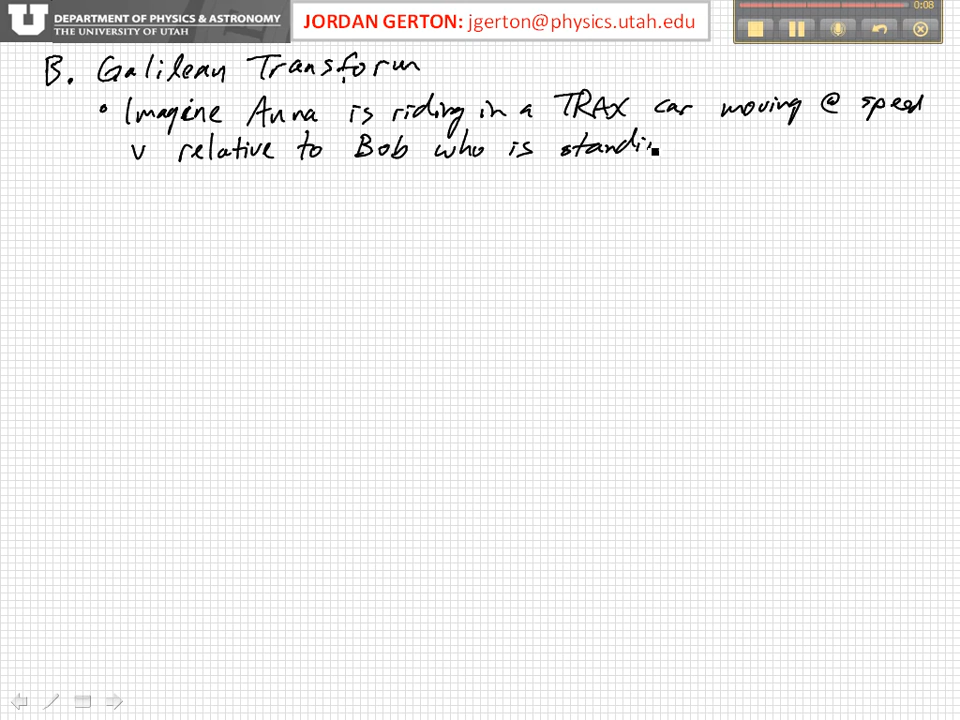 U DEPARTMENT OF PHYSICS & ASTRONOMY
THE UNIVERSITY OF UTAH
JORDAN GERTON: jgerton@physics.utah.edu
0:08
B. Galilean Transform
• Imagine Anna is riding in a TRAX car moving @ speed
v relative to Bob who is standi